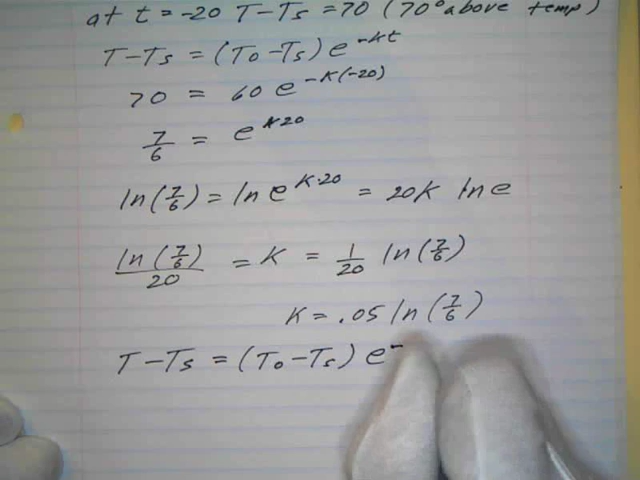 at t = -20 T-Ts = 70 (70° above temp)
T-Ts = (To-Ts) e^-kt
70 = 60 e^-k(-20)
7/6 = e^k20
ln(7/6) = ln e^k·20 = 20k ln e
ln(7/6)/20 = k = 1/20 ln(7/6)
k = .05 ln(7/6)
T-Ts = (To-Ts) e^-